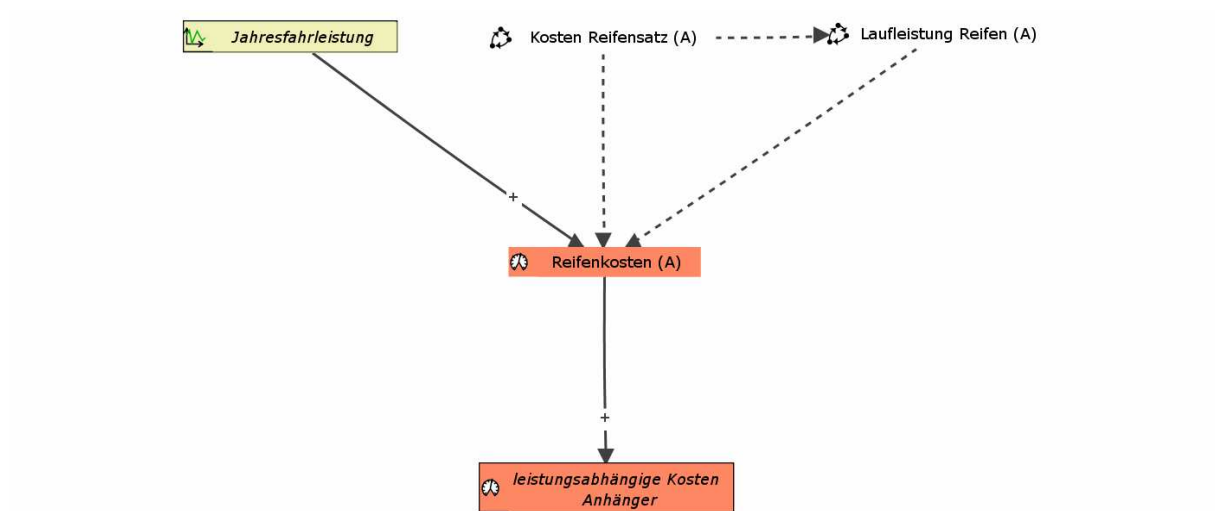 Jahresfahrleistung
Kosten Reifensatz (A)
Laufleistung Reifen (A)
+
Reifenkosten (A)
+
leistungsabhängige Kosten
Anhänger